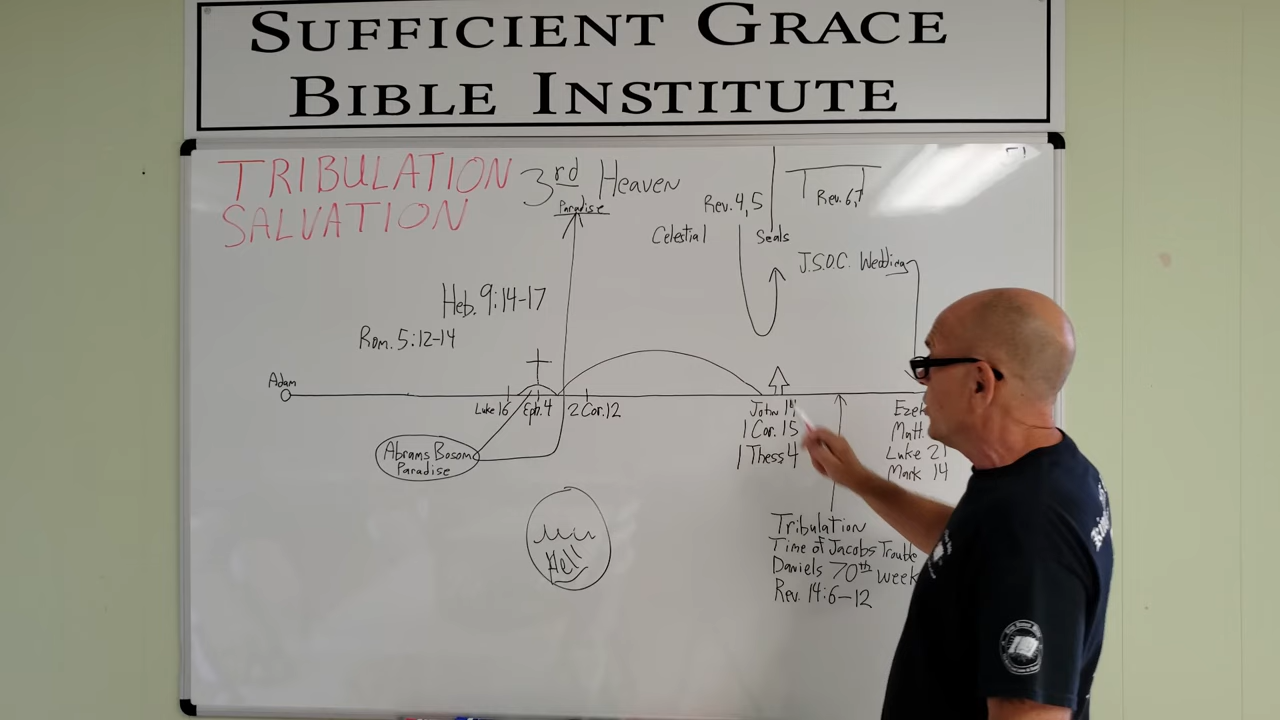 SUFFICIENT GRACE
BIBLE INSTITUTE
TRIBULATION
SALVATION
3rd Heaven
Paradise
Rev. 4,5
Celestial
Seals
Rev. 6,7
J.S.O.C. Wedding
Heb. 9:14-17
Rom. 5:12-14
Adam
Luke 16
Eph. 4
2 Cor. 12
John 14
1 Cor. 15
1 Thess 4
Ezek
Matt.
Luke 21
Mark 14
Abrams Bosom
Paradise
Hell
Tribulation
Time of Jacobs Trouble
Daniels 70th Week
Rev. 14:6-12